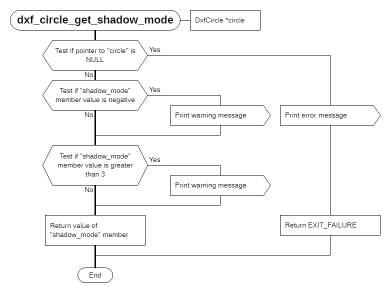 dxf_circle_get_shadow_mode
DxfCircle *circle
Test if pointer to "circle" is
NULL
Yes
No
Test if "shadow_mode"
member value is negative
Yes
No
Print warning message
Print error message
Test if "shadow_mode"
member value is greater
than 3
Yes
No
Print warning message
Return value of
"shadow_mode" member
Return EXIT_FAILURE
End